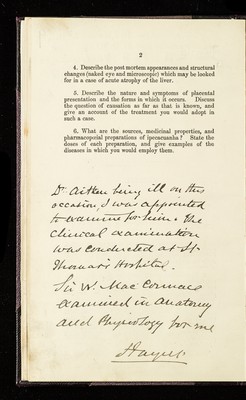 2
4. Describe the post mortem appearances and structural
changes (naked eye and microscopic) which may be looked
for in a case of acute atrophy of the liver.
5. Describe the nature and symptoms of placental
presentation and the forms in which it occurs. Discuss
the question of causation as far as that is known, and
give an account of the treatment you would adopt in
such a case.
6. What are the sources, medicinal properties, and
pharmacopœial preparations of ipecacuanha? State the
doses of each preparation, and give examples of the
diseases in which you would employ them.
Dr Aitken being ill on this
occasion, I was appointed
to examine for him. The
clinical examination
was conducted at St
Thomas's Hospital.
Sir W. Mac Cormac
examined in anatomy
and Physiology for me